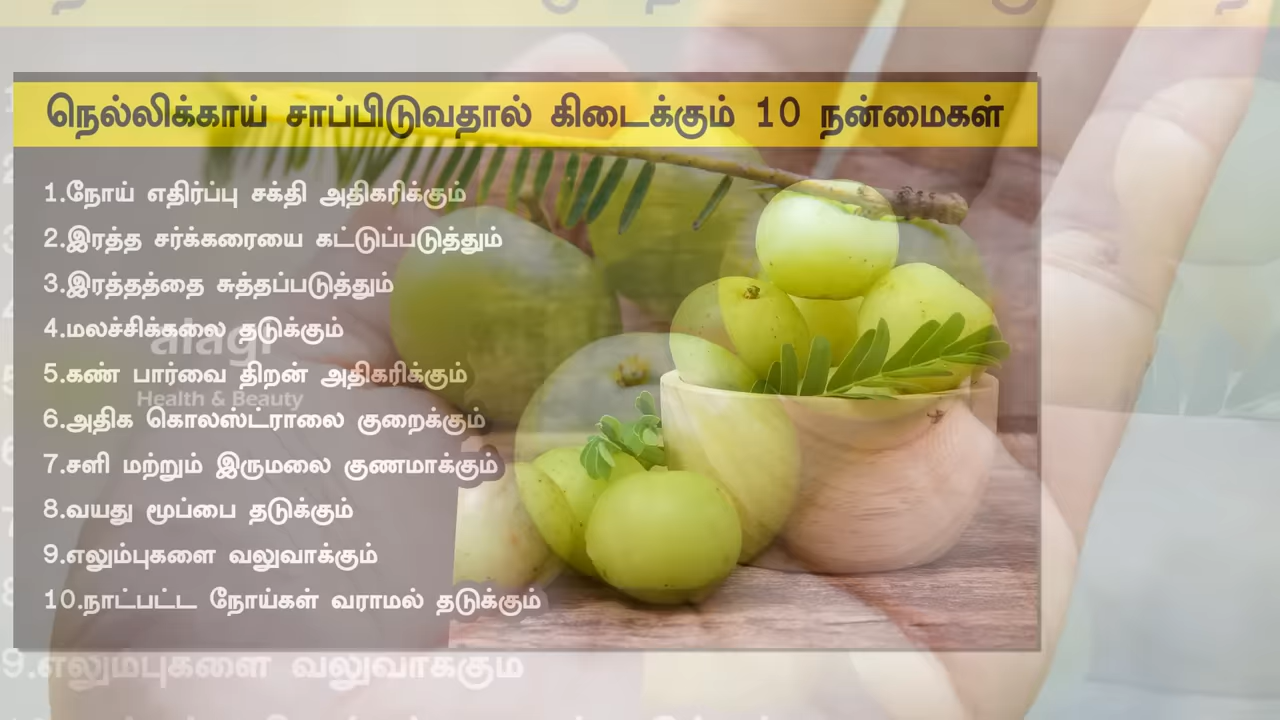 நெல்லிக்காய் சாப்பிடுவதால் கிடைக்கும் 10 நன்மைகள்
1.நோய் எதிர்ப்பு சக்தி அதிகரிக்கும்
2.இரத்த சர்க்கரையை கட்டுப்படுத்தும்
3.இரத்தத்தை சுத்தப்படுத்தும்
4.மலச்சிக்கலை தடுக்கும்
alagi
5.கண் பார்வை திறன் அதிகரிக்கும்
Health & Beauty
6.அதிக கொலஸ்ட்ராலை குறைக்கும்
7.சளி மற்றும் இருமலை குணமாக்கும்
8.வயது மூப்பை தடுக்கும்
9.எலும்புகளை வலுவாக்கும்
10.நாட்பட்ட நோய்கள் வராமல் தடுக்கும்
9.எலும்புகளை வலுவாக்கும்